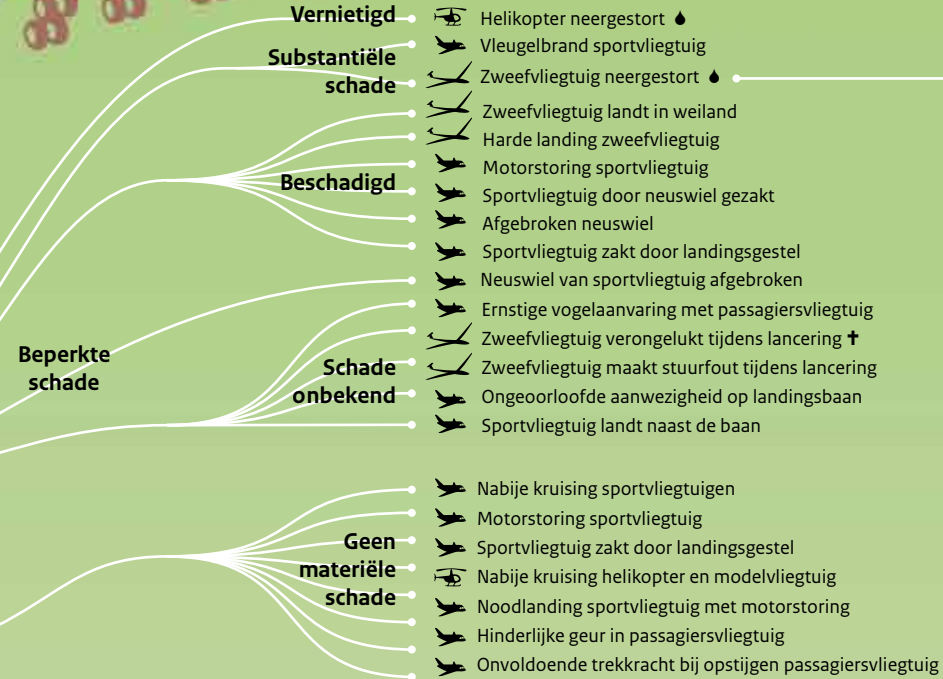 Vernietigd
Helikopter neergestort
Substantiële
schade
Vleugelbrand sportvliegtuig
Zweefvliegtuig neergestort
Beschadigd
Zweefvliegtuig landt in weiland
Harde landing zweefvliegtuig
Motorstoring sportvliegtuig
Sportvliegtuig door neuswiel gezakt
Afgebroken neuswiel
Sportvliegtuig zakt door landingsgestel
Beperkte
schade
Neuswiel van sportvliegtuig afgebroken
Schade
onbekend
Ernstige vogelaanvaring met passagiersvliegtuig
Zweefvliegtuig verongelukt tijdens lancering ✝
Zweefvliegtuig maakt stuurfout tijdens lancering
Ongeoorloofde aanwezigheid op landingsbaan
Sportvliegtuig landt naast de baan
Geen
materiële
schade
Nabije kruising sportvliegtuigen
Motorstoring sportvliegtuig
Sportvliegtuig zakt door landingsgestel
Nabije kruising helikopter en modelvliegtuig
Noodlanding sportvliegtuig met motorstoring
Hinderlijke geur in passagiersvliegtuig
Onvoldoende trekkracht bij opstijgen passagiersvliegtuig